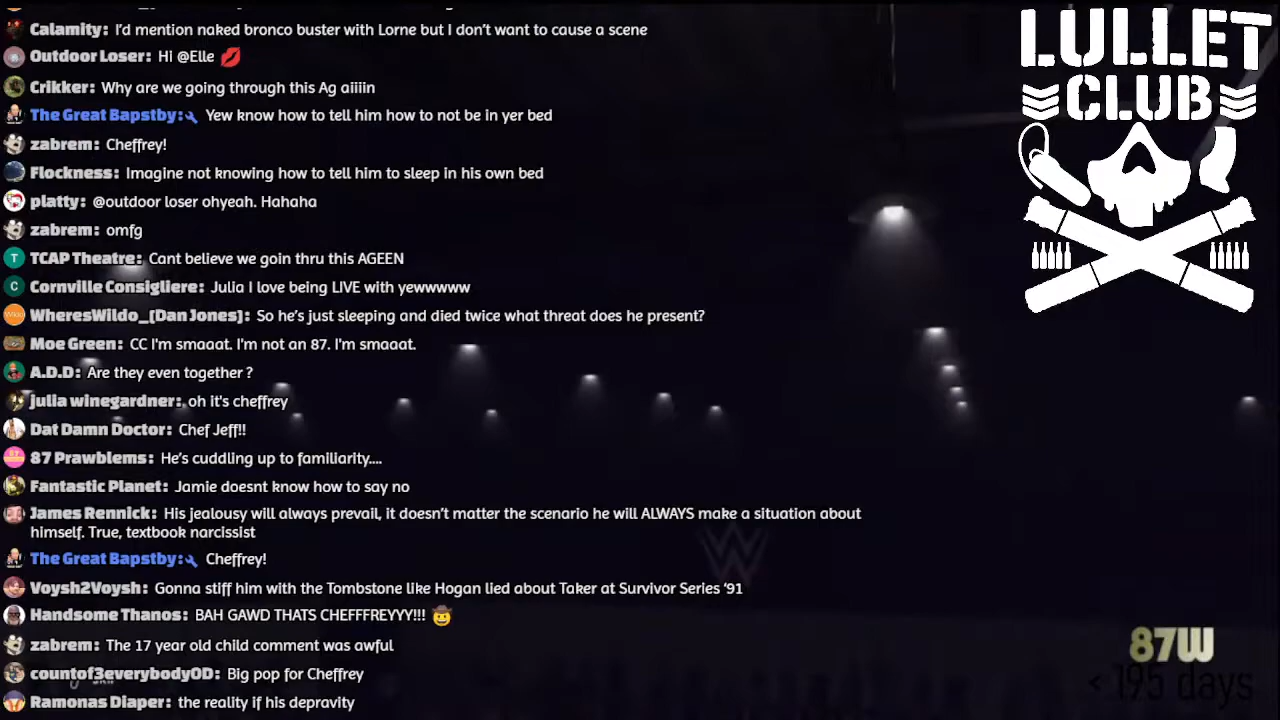 Calamity: I'd mention naked bronco buster with Lorne but I don't want to cause a scene
Outdoor Loser: Hi @Elle 💋
Crikker: Why are we going through this Ag aiiiin
The Great Bapstby: Yew know how to tell him how to not be in yer bed
zabrem: Cheffrey!
Flockness: Imagine not knowing how to tell him to sleep in his own bed
platty: @outdoor loser ohyeah. Hahaha
zabrem: omfg
T TCAP Theatre: Cant believe we goin thru this AGEEN
C Cornville Consigliere: Julia I love being LIVE with yewwwww
WheresWildo_(Dan Jones): So he's just sleeping and died twice what threat does he present?
Moe Green: CC I'm smaaat. I'm not an 87. I'm smaaat.
A.D.D: Are they even together ?
julia winegardner: oh it's cheffrey
Dat Damn Doctor: Chef Jeff!!
87 Prawblems: He's cuddling up to familiarity....
Fantastic Planet: Jamie doesnt know how to say no
James Rennick: His jealousy will always prevail, it doesn't matter the scenario he will ALWAYS make a situation about
himself. True, textbook narcissist
The Great Bapstby: Cheffrey!
Voysh2Voysh: Gonna stiff him with the Tombstone like Hogan lied about Taker at Survivor Series '91
Handsome Thanos: BAH GAWD THATS CHEFFFREYYY!!! 🤠
zabrem: The 17 year old child comment was awful
countof3everybodyOD: Big pop for Cheffrey
Ramonas Diaper: the reality if his depravity
LULLET
CLUB
W
87W
< 195 days